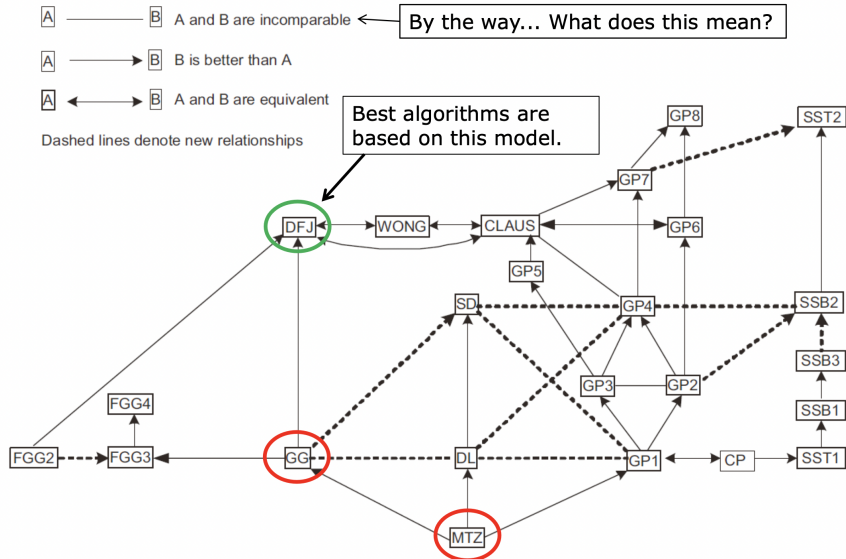 A B A and B are incomparable
By the way... What does this mean?
A B B is better than A
A B A and B are equivalent
Dashed lines denote new relationships
Best algorithms are
based on this model.
GP8
SST2
GP7
DFJ
WONG
CLAUS
GP6
GP5
SD
GP4
SSB2
SSB3
GP3
GP2
FGG4
SSB1
FGG2
FGG3
GG
DL
GP1
CP
SST1
MTZ